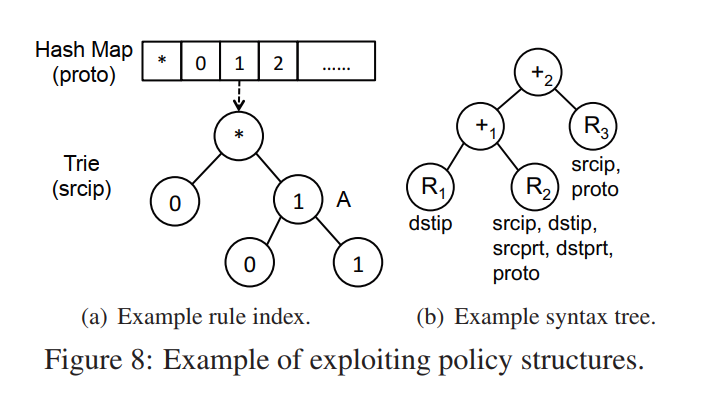 Hash Map
(proto)
* 0 1 2 ......
*
Trie
(srcip)
0
1 A
0 1
+2
+1
R3
srcip,
proto
R1
R2
dstip
srcip, dstip,
srcprt, dstprt,
proto
(a) Example rule index.
(b) Example syntax tree.
Figure 8: Example of exploiting policy structures.